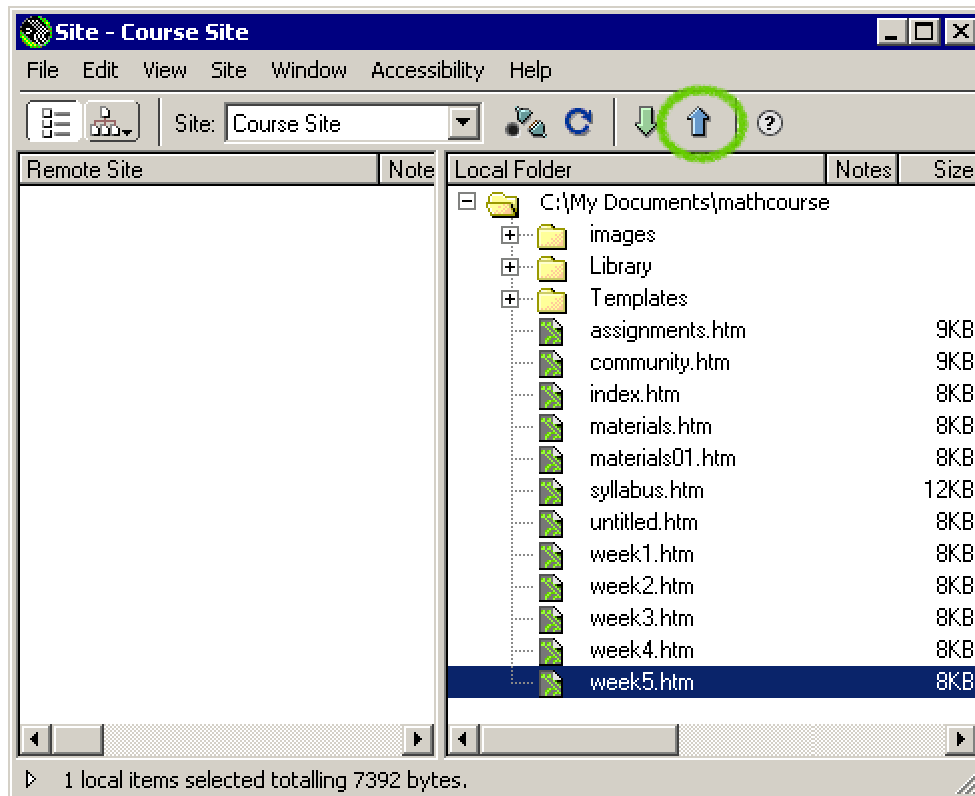 Site - Course Site
File Edit View Site Window Accessibility Help
Site: Course Site
Remote Site Note Local Folder Notes Size
C:\My Documents\mathcourse
images
Library
Templates
assignments.htm 9KB
community.htm 9KB
index.htm 8KB
materials.htm 8KB
materials01.htm 8KB
syllabus.htm 12KB
untitled.htm 8KB
week1.htm 8KB
week2.htm 8KB
week3.htm 8KB
week4.htm 8KB
week5.htm 8KB
1 local items selected totalling 7392 bytes.